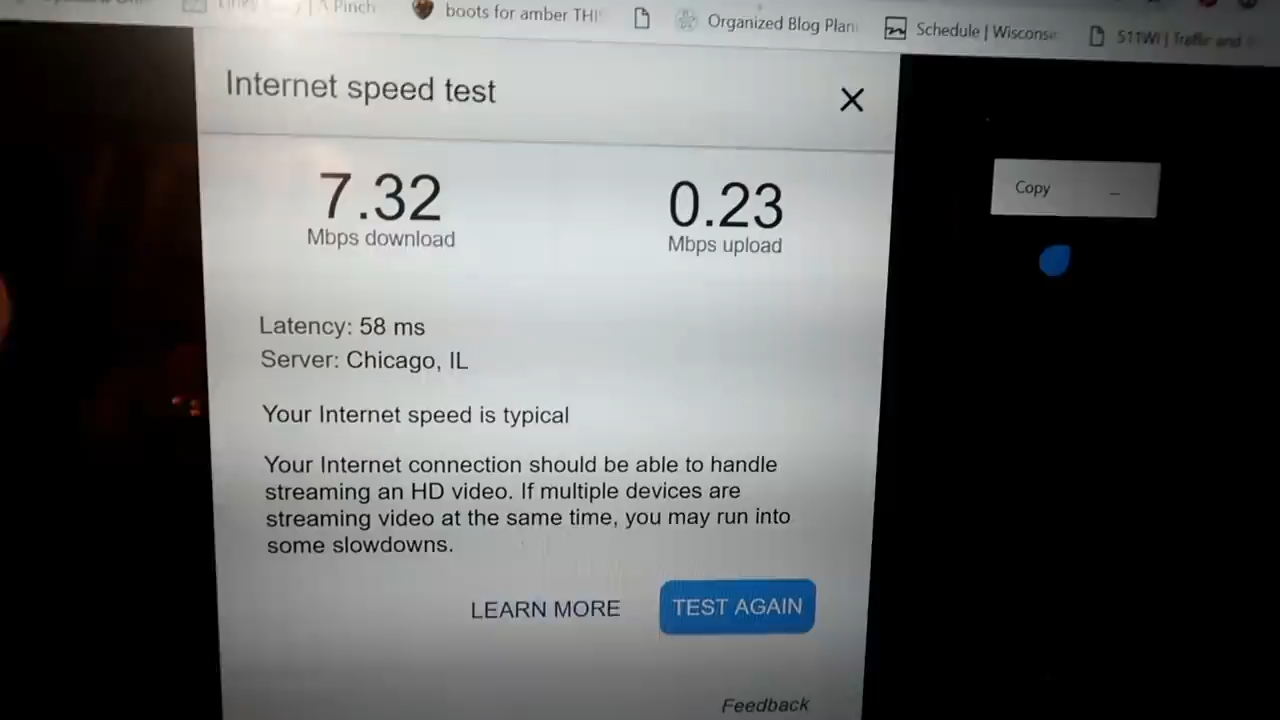 Pinch
boots for amber THI
Organized Blog Plan
Schedule | Wisconsi
511WI | Traffic and
Internet speed test
7.32
Mbps download
0.23
Mbps upload
Copy
Latency: 58 ms
Server: Chicago, IL
Your Internet speed is typical
Your Internet connection should be able to handle
streaming an HD video. If multiple devices are
streaming video at the same time, you may run into
some slowdowns.
LEARN MORE
TEST AGAIN
Feedback